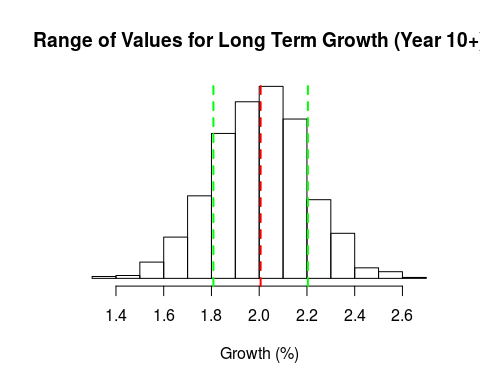 Range of Values for Long Term Growth (Year 10+)
1.4 1.6 1.8 2.0 2.2 2.4 2.6
Growth (%)